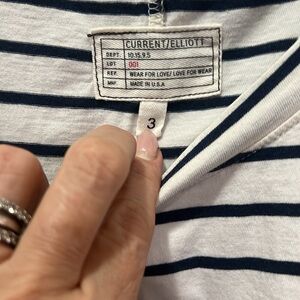 CURRENT/ELLIOTT
DEPT. 10.15.9.5
LOT 001
REF. WEAR FOR LOVE/ LOVE FOR WEAR
MNF. MADE IN U.S.A
3